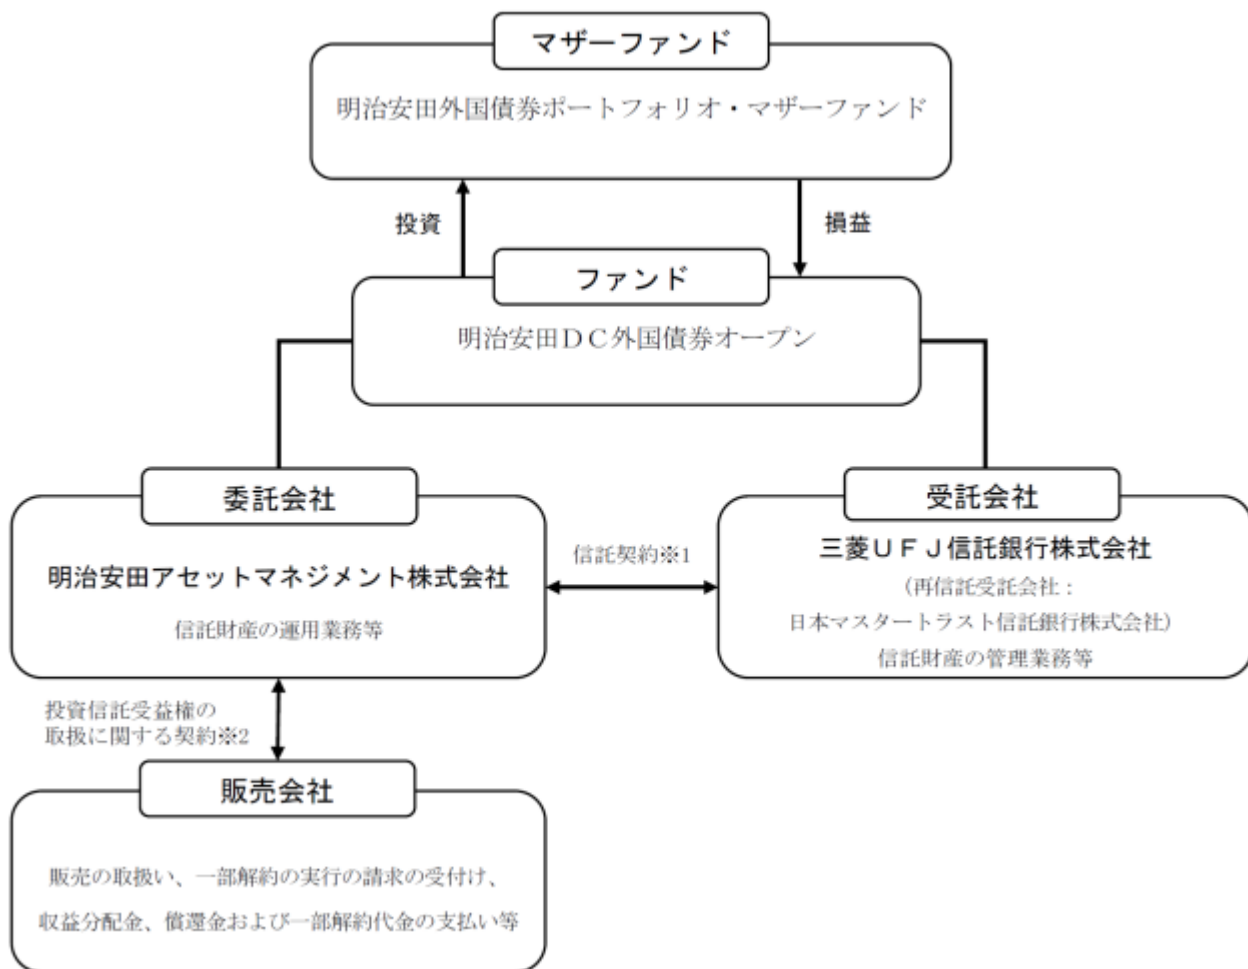 マザーファンド
明治安田外国債券ポートフォリオ・マザーファンド
投資
損益
ファンド
明治安田ＤＣ外国債券オープン
委託会社
明治安田アセットマネジメント株式会社
信託財産の運用業務等
信託契約※1
受託会社
三菱ＵＦＪ信託銀行株式会社
（再信託受託会社：
日本マスタートラスト信託銀行株式会社）
信託財産の管理業務等
投資信託受益権の
取扱に関する契約※2
販売会社
販売の取扱い、一部解約の実行の請求の受付け、
収益分配金、償還金および一部解約代金の支払い等